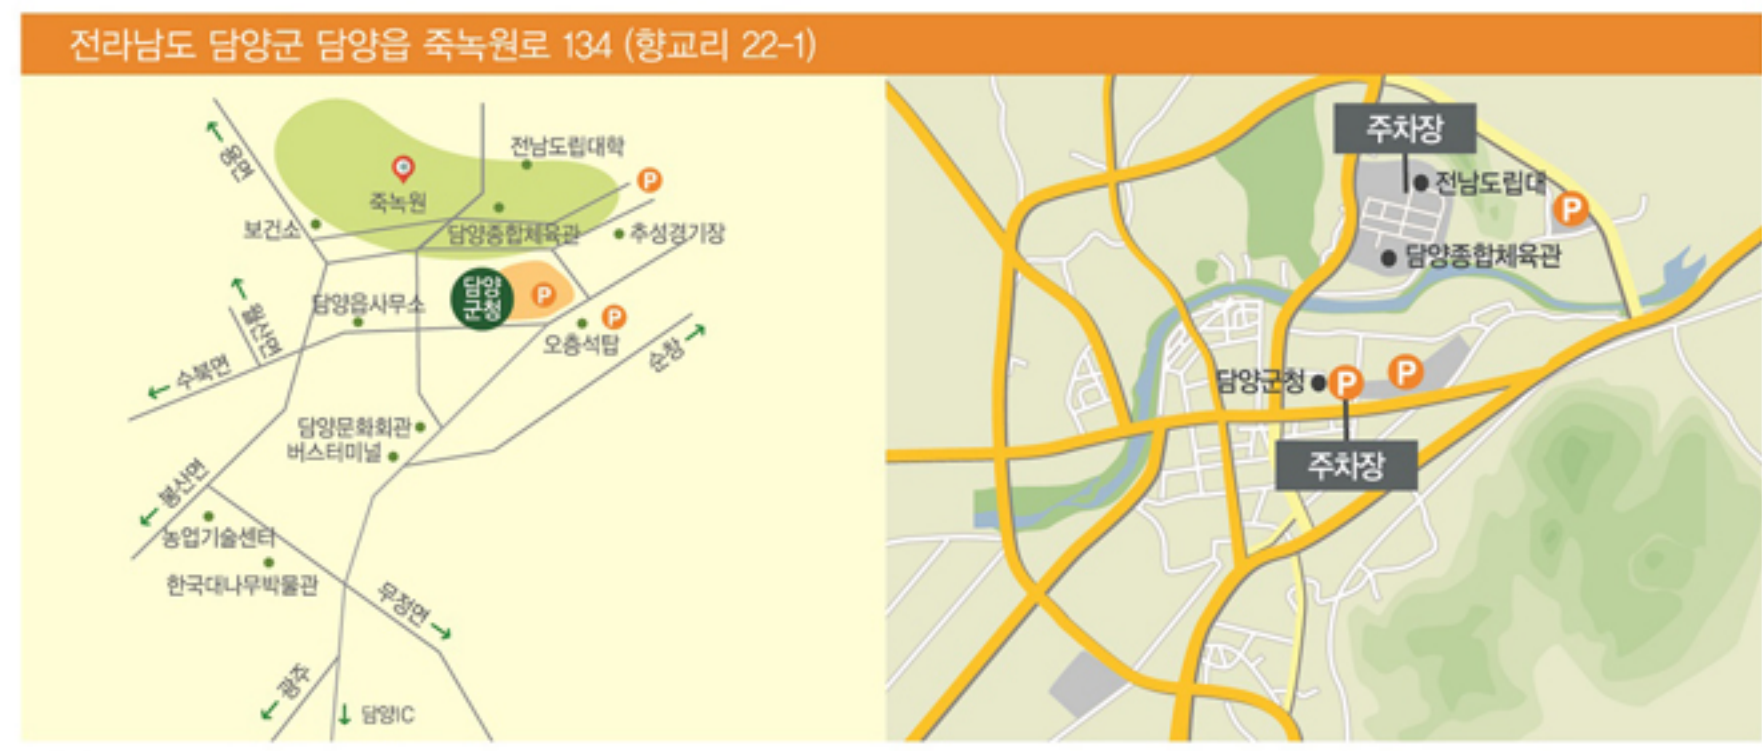 전라남도 담양군 담양읍 죽녹원로 134 (향교리 22-1)
용면
전남도립대학
P
죽녹원
보건소
담양종합체육관
추성경기장
월산면
담양읍사무소
담양
군청
P
P
오층석탑
수북면
순창
담양문화회관
버스터미널
봉산면
농업기술센터
한국대나무박물관
무정면
광주
담양IC
주차장
전남도립대
P
담양종합체육관
담양군청
P
P
주차장